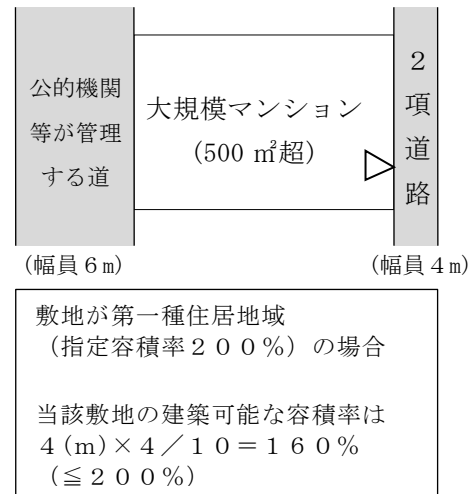 公的機関
等が管理
する道
大規模マンション
(500 ㎡超)
２
項
道
路
(幅員６ｍ)
(幅員４ｍ)
敷地が第一種住居地域
（指定容積率２００％）の場合
当該敷地の建築可能な容積率は
４(ｍ)×４／１０＝１６０％
(≦２００％)